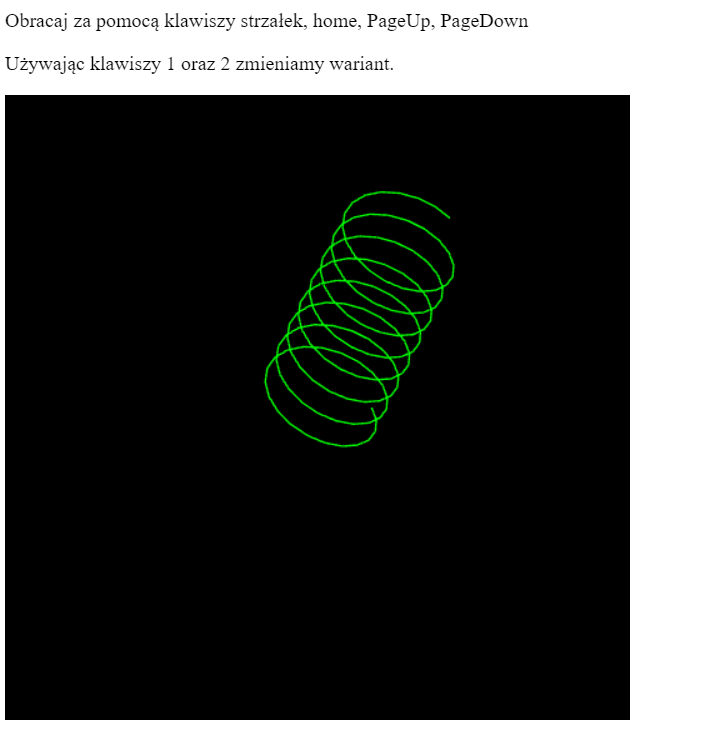 Obracaj za pomocą klawiszy strzałek, home, PageUp, PageDown
Używając klawiszy 1 oraz 2 zmieniamy wariant.